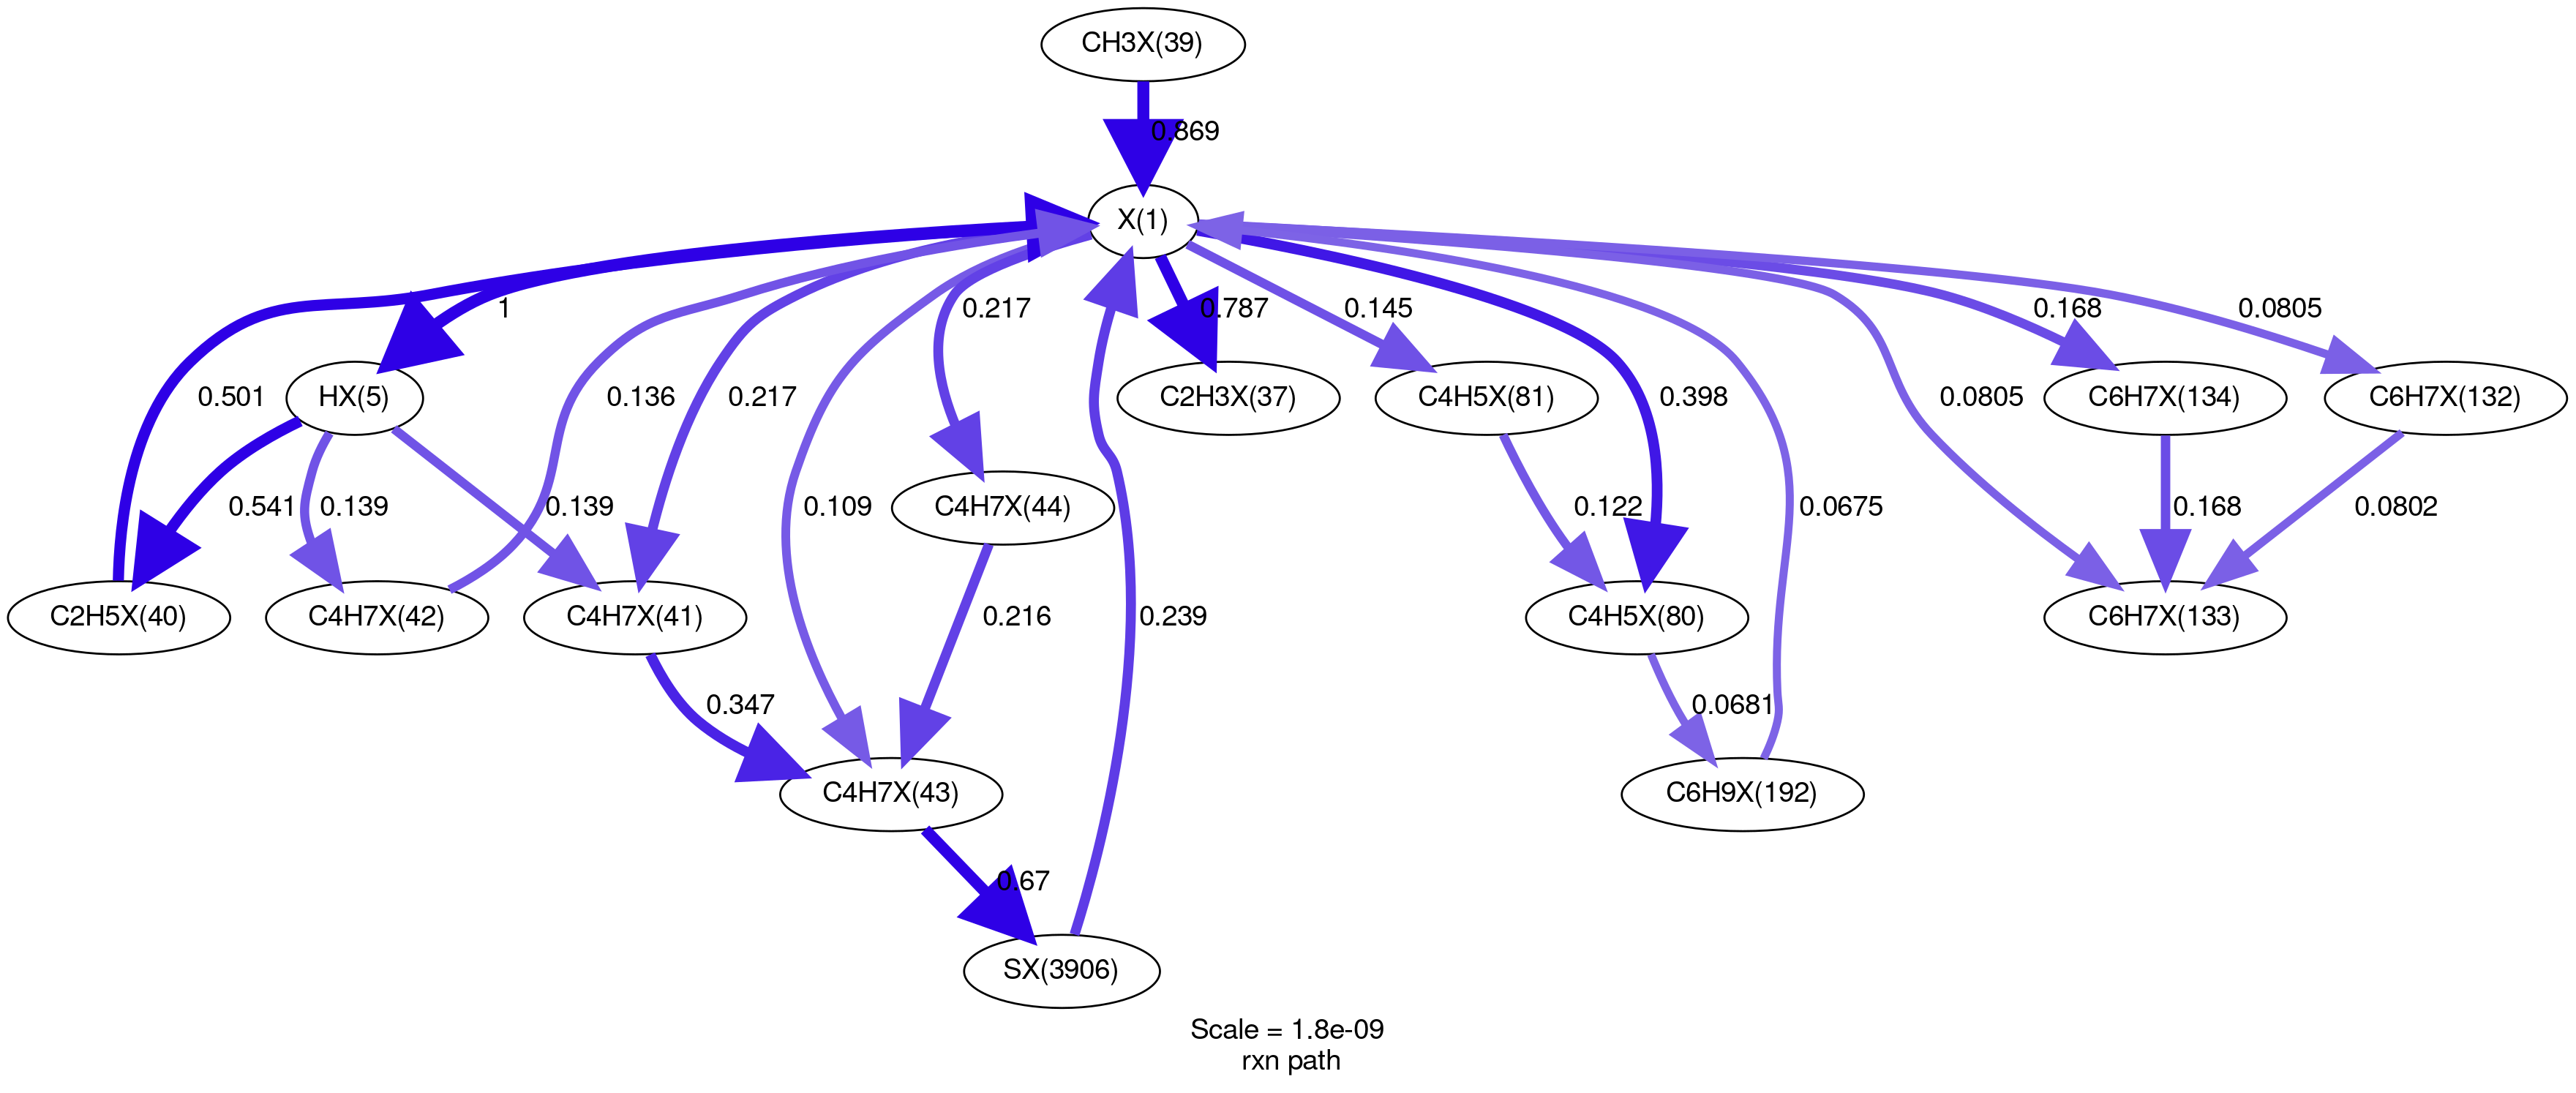 CH3X(39)
0.869
X(1)
1
0.217
0.787
0.145
0.168
0.0805
0.501
HX(5)
0.136
0.217
C2H3X(37)
C4H5X(81)
0.398
0.0805
C6H7X(134)
C6H7X(132)
0.541
0.139
0.139
0.109
C4H7X(44)
0.122
0.0675
0.168
0.0802
C2H5X(40)
C4H7X(42)
C4H7X(41)
0.216
0.239
C4H5X(80)
C6H7X(133)
0.347
0.0681
C4H7X(43)
C6H9X(192)
0.67
SX(3906)
Scale = 1.8e-09
rxn path